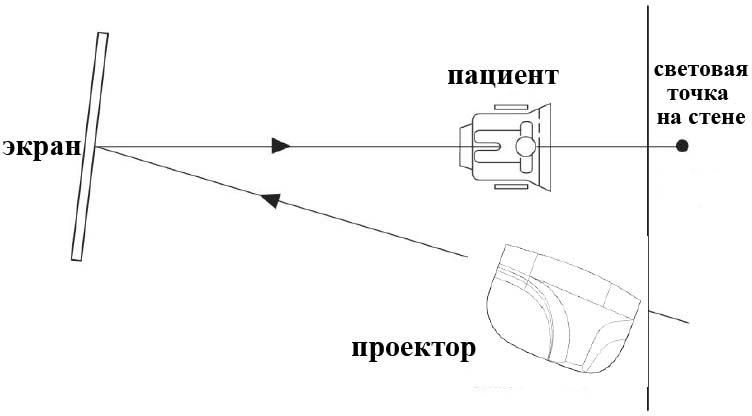 световая
точка
на стене
пациент
экран
проектор